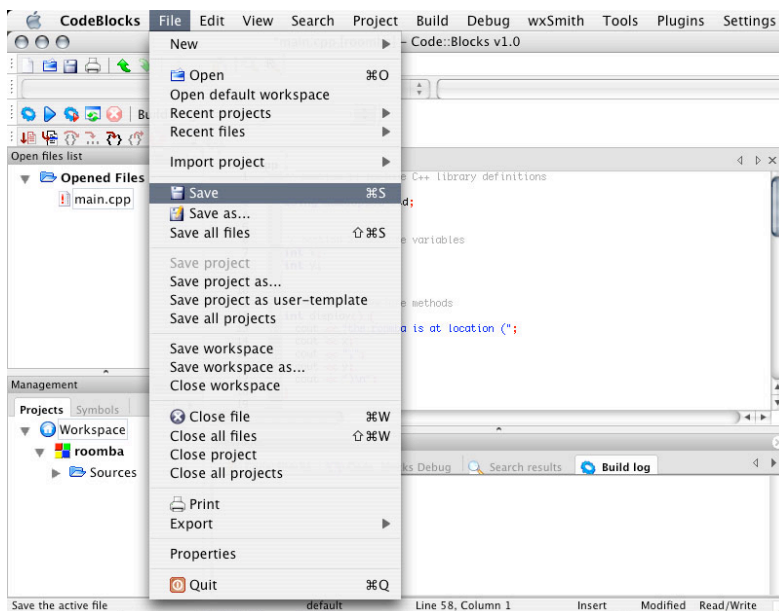 CodeBlocks File Edit View Search Project Build Debug wxSmith Tools Plugins Settings
– Code::Blocks v1.0
New
Open ⌘O
Open default workspace
Recent projects
Recent files
Import project
Save ⌘S
Save as...
Save all files ⇧⌘S
Save project
Save project as...
Save project as user-template
Save all projects
Save workspace
Save workspace as...
Close workspace
Close file ⌘W
Close all files ⇧⌘W
Close project
Close all projects
Print
Export
Properties
Quit ⌘Q
Open files list
Opened Files
main.cpp
C++ library definitions
d;
variables
methods
a is at location (";
Management
Projects Symbols
Workspace
roomba
Sources
Debug Search results Build log
Save the active file default Line 58, Column 1 Insert Modified Read/Write